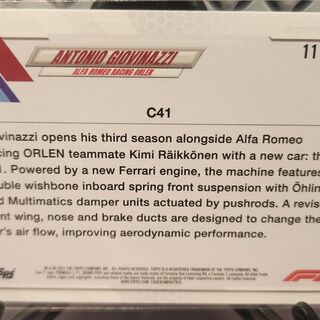 ANTONIO GIOVINAZZI
11
ALFA ROMEO RACING ORLEN
C41
vinazzi opens his third season alongside Alfa Romeo
cing ORLEN teammate Kimi Räikkönen with a new car: th
1. Powered by a new Ferrari engine, the machine features
uble wishbone inboard spring front suspension with Öhlin
d Multimatics damper units actuated by pushrods. A revis
nt wing, nose and brake ducts are designed to change the
r's air flow, improving aerodynamic performance.
opps
F1